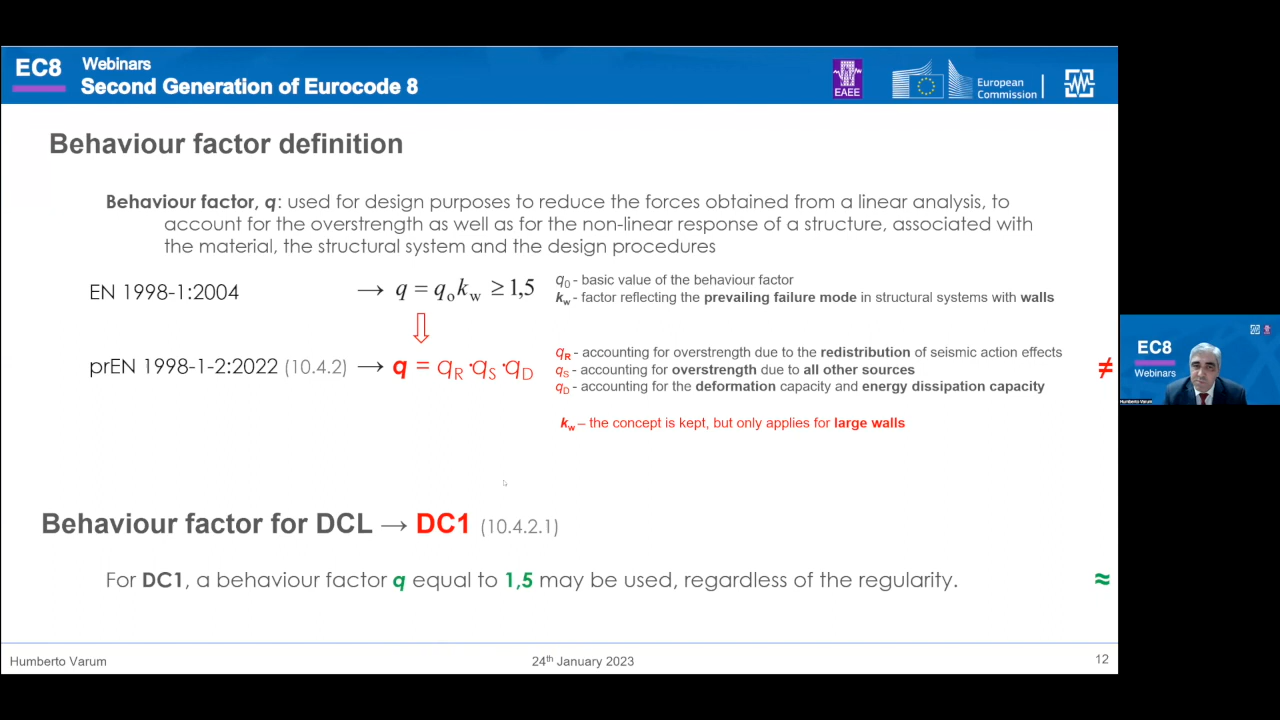 EC8
Webinars
Second Generation of Eurocode 8
EAEE
European
Commission
Behaviour factor definition
Behaviour factor, q: used for design purposes to reduce the forces obtained from a linear analysis, to
account for the overstrength as well as for the non-linear response of a structure, associated with
the material, the structural system and the design procedures
EN 1998-1:2004 → q = qo kw ≥ 1,5
q0 - basic value of the behaviour factor
kw - factor reflecting the prevailing failure mode in structural systems with walls
prEN 1998-1-2:2022 (10.4.2) → q = qR·qS·qD
qR - accounting for overstrength due to the redistribution of seismic action effects
qS - accounting for overstrength due to all other sources
qD - accounting for the deformation capacity and energy dissipation capacity
≠
kw – the concept is kept, but only applies for large walls
Behaviour factor for DCL → DC1 (10.4.2.1)
For DC1, a behaviour factor q equal to 1,5 may be used, regardless of the regularity. ≈
Humberto Varum 24th January 2023 12
EC8
Webinars
Humberto Varum